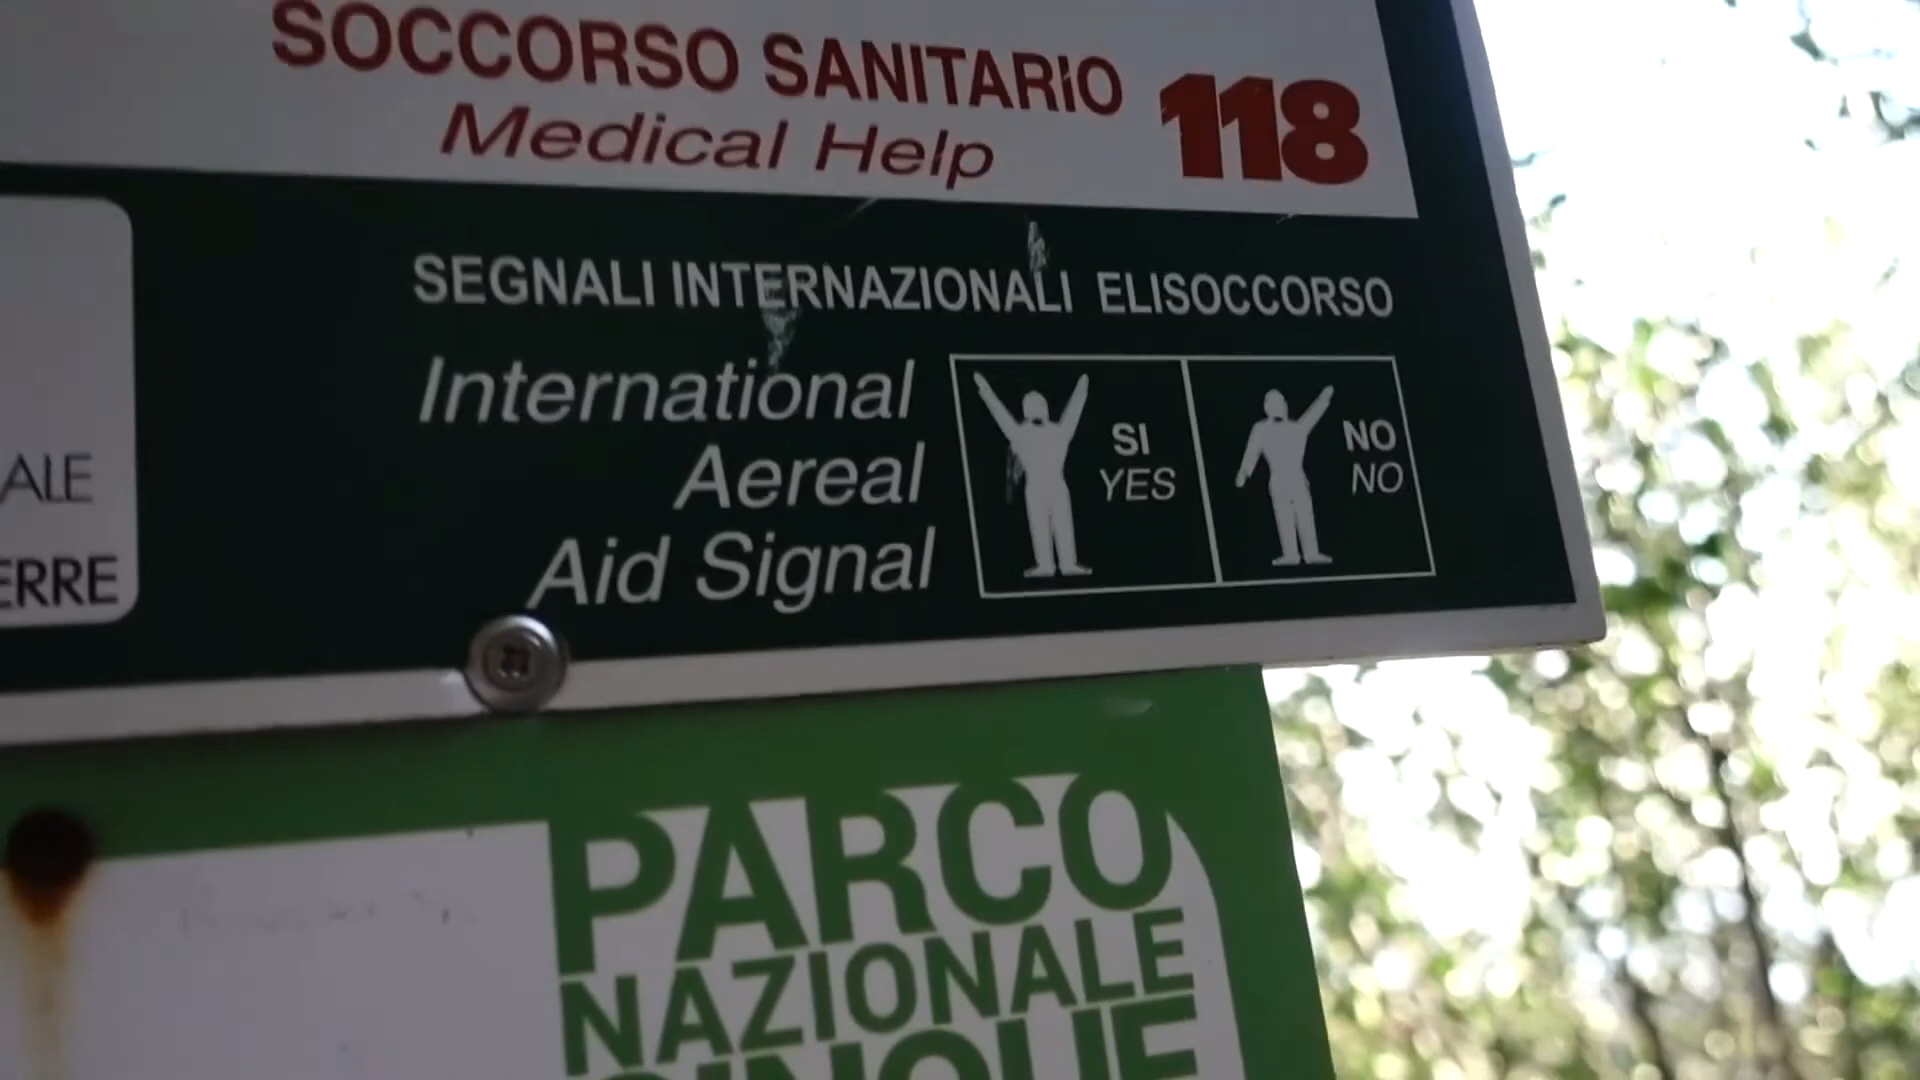 SOCCORSO SANITARIO 118
Medical Help
SEGNALI INTERNAZIONALI ELISOCCORSO
International
Aereal
Aid Signal
SI
YES
NO
NO
ALE
ERRE
PARCO
NAZIONALE
CINQUE